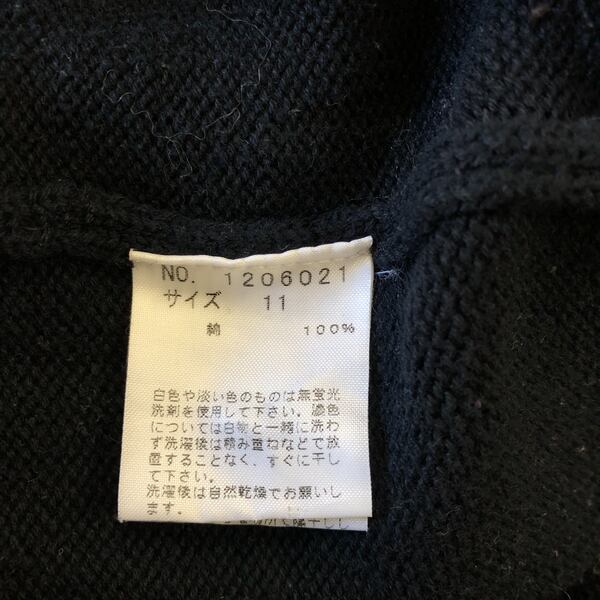 NO. 1206021
サイズ 11
綿 100%
白色や淡い色のものは無蛍光
洗剤を使用して下さい。濃色
については白物と一緒に洗わ
ず洗濯後は積み重ねなどで放
置することなく、すぐに干し
て下さい。
洗濯後は自然乾燥でお願いし
ます。